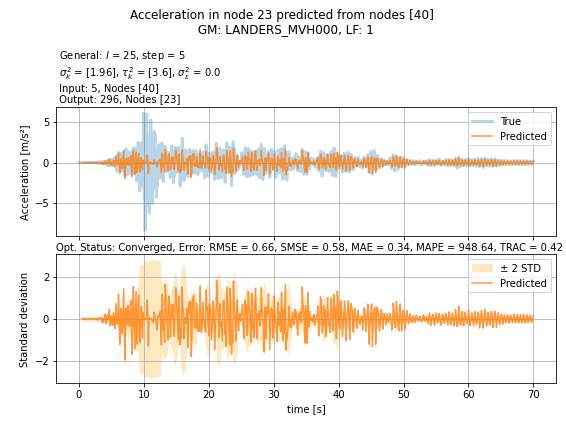 Acceleration in node 23 predicted from nodes [40]
GM: LANDERS_MVH000, LF: 1
General: l = 25, step = 5
σ²ₖ = [1.96], τ²ₖ = [3.6], σ²ε = 0.0
Input: 5, Nodes [40]
Output: 296, Nodes [23]
Acceleration [m/s²]
5
0
−5
True
Predicted
Opt. Status: Converged, Error: RMSE = 0.66, SMSE = 0.58, MAE = 0.34, MAPE = 948.64, TRAC = 0.42
Standard deviation
2
0
−2
± 2 STD
Predicted
0 10 20 30 40 50 60 70
time [s]